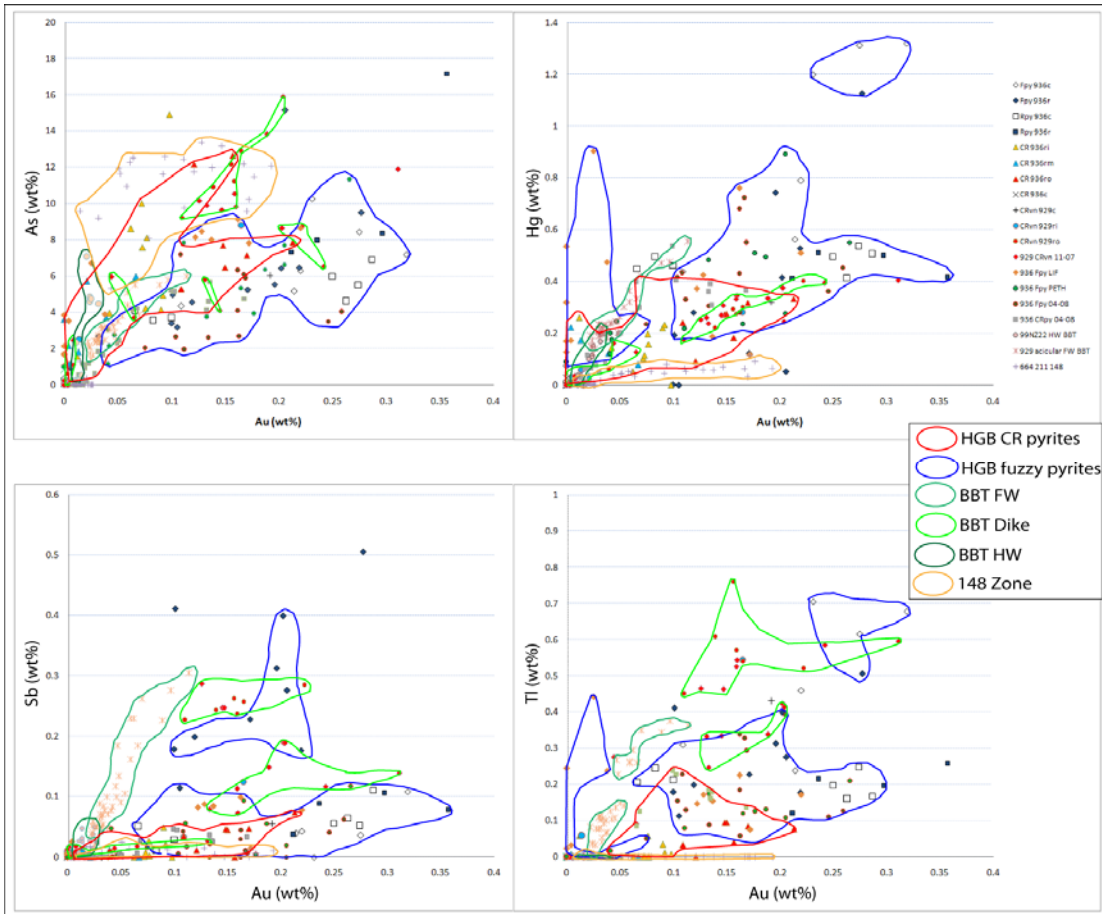 20
18
16
14
12
10
8
6
4
2
0
As (wt%)
0 0.05 0.1 0.15 0.2 0.25 0.3 0.35 0.4
Au (wt%)
1.4
1.2
1
0.8
0.6
0.4
0.2
0
Hg (wt%)
0 0.05 0.1 0.15 0.2 0.25 0.3 0.35 0.4
Au (wt%)
Fpy 936c
Fpy 936r
Rpy 936c
Rpy 936r
CR 936ri
CR 936rm
CR 936ro
CR 936c
CRvn 929c
CRvn 929ri
CRvn 929ro
929 CRvn 11-07
936 Fpy LIF
936 Fpy PETH
936 Fpy 04-08
936 CRpy 04-08
99NZ22 HW BBT
929 acicular FW BBT
664 211 148
HGB CR pyrites
HGB fuzzy pyrites
BBT FW
BBT Dike
BBT HW
148 Zone
0.6
0.5
0.4
0.3
0.2
0.1
0
Sb (wt%)
0 0.05 0.1 0.15 0.2 0.25 0.3 0.35 0.4
Au (wt%)
1
0.9
0.8
0.7
0.6
0.5
0.4
0.3
0.2
0.1
0
Tl (wt%)
0 0.05 0.1 0.15 0.2 0.25 0.3 0.35 0.4
Au (wt%)